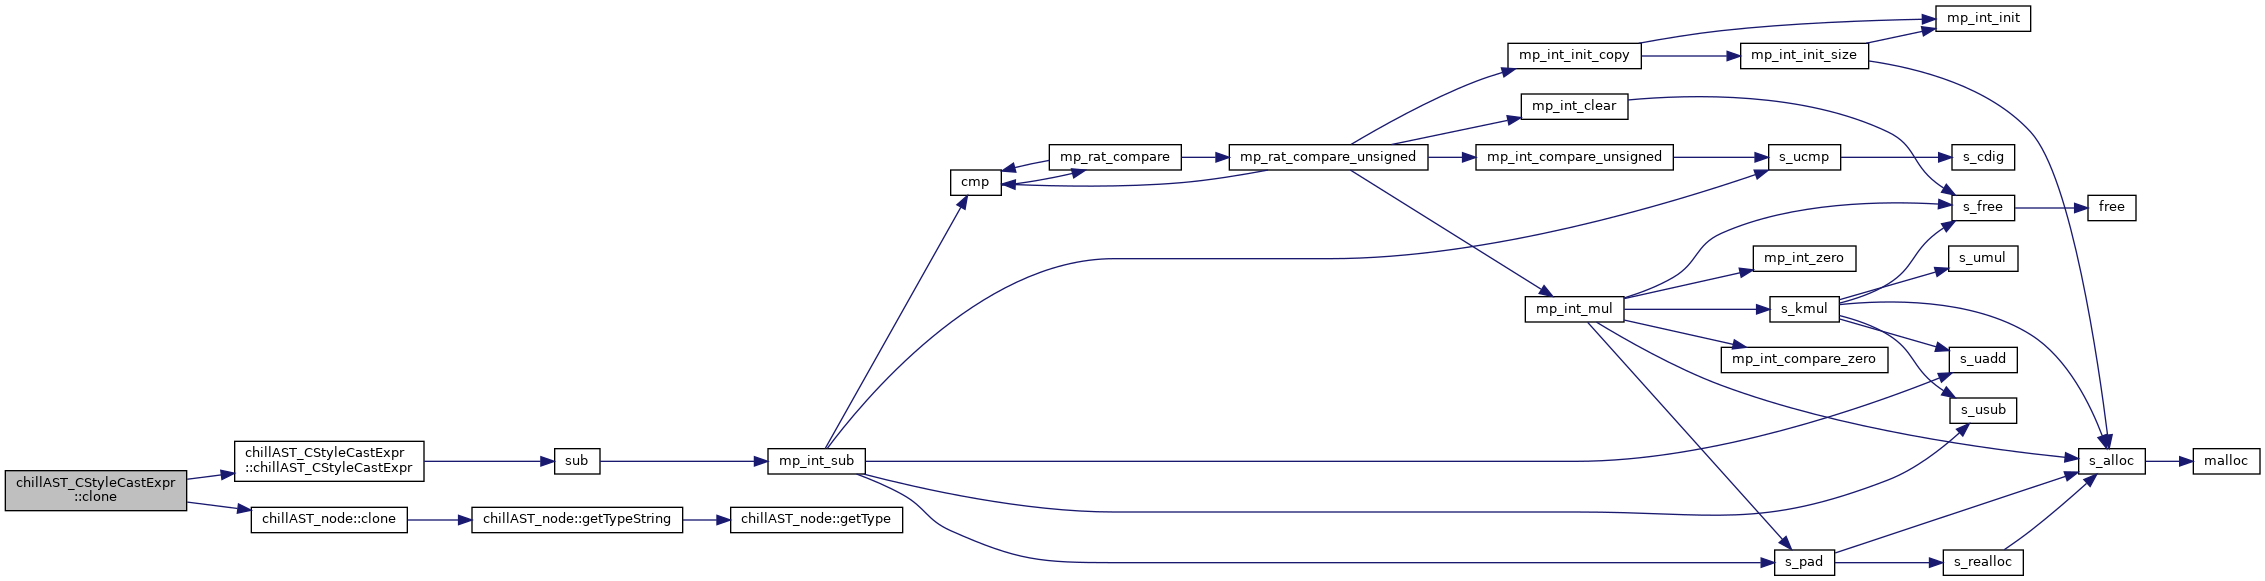 mp_int_init
mp_int_init_copy
mp_int_init_size
mp_int_clear
mp_rat_compare
mp_rat_compare_unsigned
mp_int_compare_unsigned
s_ucmp
s_cdig
cmp
s_free
free
mp_int_zero
s_umul
mp_int_mul
s_kmul
mp_int_compare_zero
s_uadd
s_usub
chillAST_CStyleCastExpr
::chillAST_CStyleCastExpr
sub
mp_int_sub
s_alloc
malloc
chillAST_CStyleCastExpr
::clone
chillAST_node::clone
chillAST_node::getTypeString
chillAST_node::getType
s_pad
s_realloc